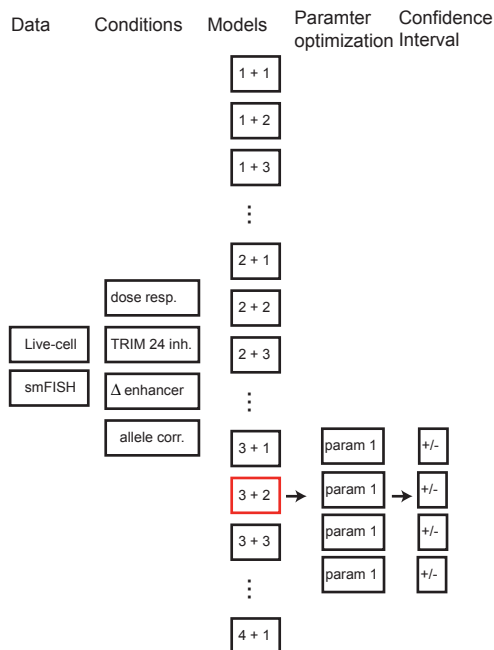 Data
Conditions
Models
Paramter optimization
Confidence Interval
1 + 1
1 + 2
1 + 3
⋮
2 + 1
2 + 2
2 + 3
⋮
3 + 1
3 + 2
3 + 3
⋮
4 + 1
dose resp.
TRIM 24 inh.
Δ enhancer
allele corr.
Live-cell
smFISH
param 1
param 1
param 1
param 1
+/-
+/-
+/-
+/-